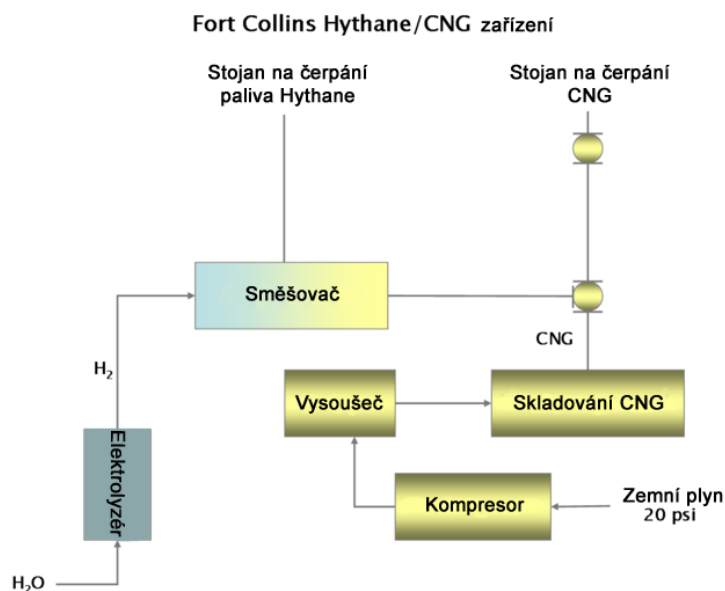 Fort Collins Hythane/CNG zařízení
Stojan na čerpání
paliva Hythane
Stojan na čerpání
CNG
Směšovač
CNG
H₂
Vysoušeč
Skladování CNG
Elektrolyzér
Kompresor
Zemní plyn
20 psi
H₂O